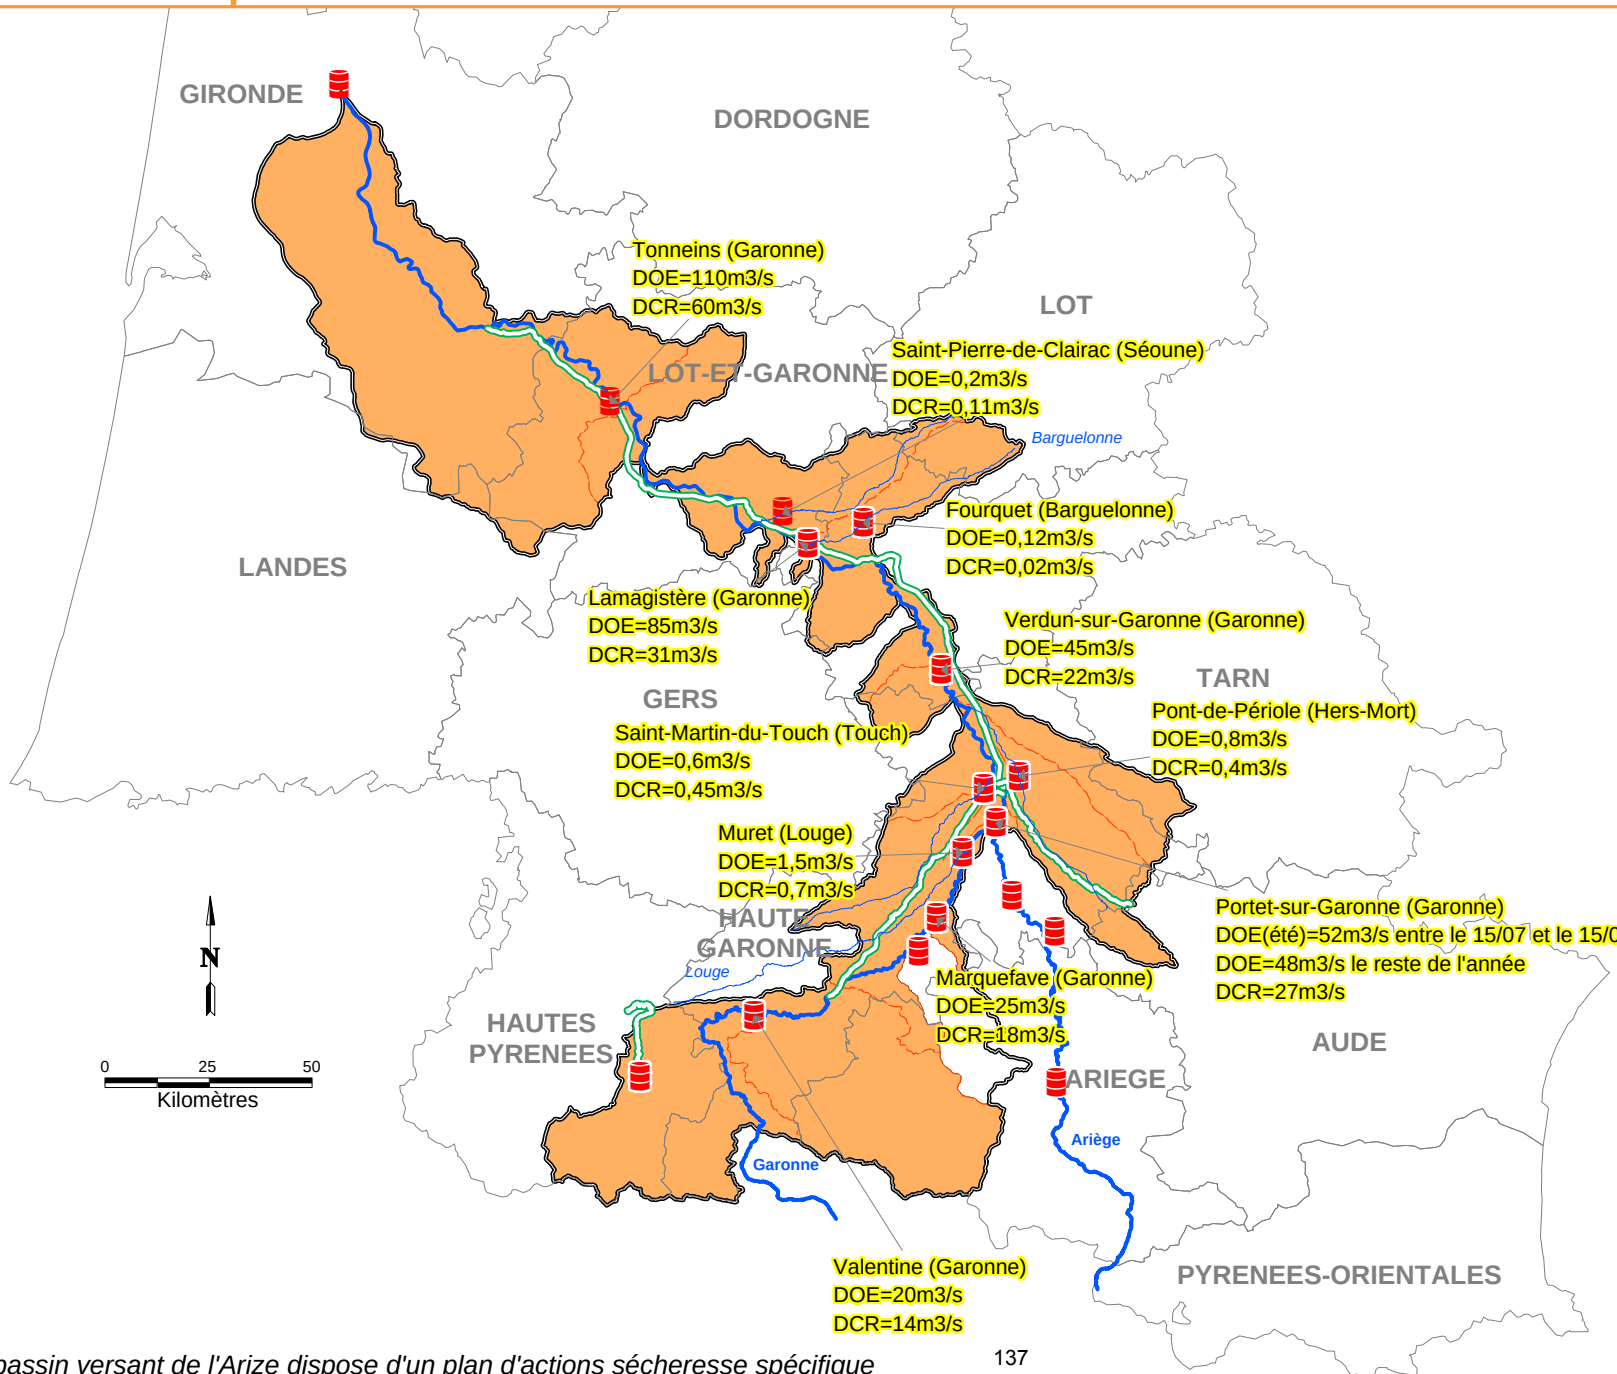 GIRONDE
DORDOGNE
Tonneins (Garonne)
DOE=110m3/s
DCR=60m3/s
LOT
Saint-Pierre-de-Clairac (Séoune)
DOE=0,2m3/s
DCR=0,11m3/s
LOT-ET-GARONNE
Barguelonne
Fourquet (Barguelonne)
DOE=0,12m3/s
DCR=0,02m3/s
LANDES
Lamagistère (Garonne)
DOE=85m3/s
DCR=31m3/s
Verdun-sur-Garonne (Garonne)
DOE=45m3/s
DCR=22m3/s
TARN
GERS
Pont-de-Périole (Hers-Mort)
DOE=0,8m3/s
DCR=0,4m3/s
Saint-Martin-du-Touch (Touch)
DOE=0,6m3/s
DCR=0,45m3/s
Muret (Louge)
DOE=1,5m3/s
DCR=0,7m3/s
HAUTE
GARONNE
Louge
Portet-sur-Garonne (Garonne)
DOE(été)=52m3/s entre le 15/07 et le
DOE=48m3/s le reste de l'année
DCR=27m3/s
Marquefave (Garonne)
DOE=25m3/s
DCR=18m3/s
N
HAUTES
PYRENEES
AUDE
0 25 50
Kilomètres
ARIEGE
Ariège
Garonne
Valentine (Garonne)
DOE=20m3/s
DCR=14m3/s
PYRENEES-ORIENTALES
bassin versant de l'Arize dispose d'un plan d'actions sécheresse spécifique
137